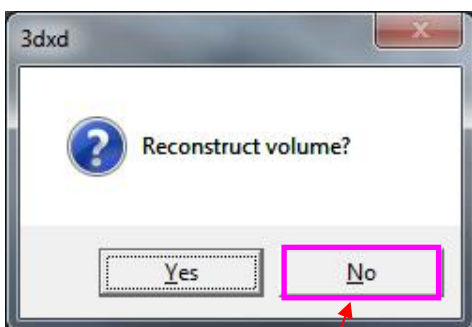 3dxd
Reconstruct volume?
Yes
No